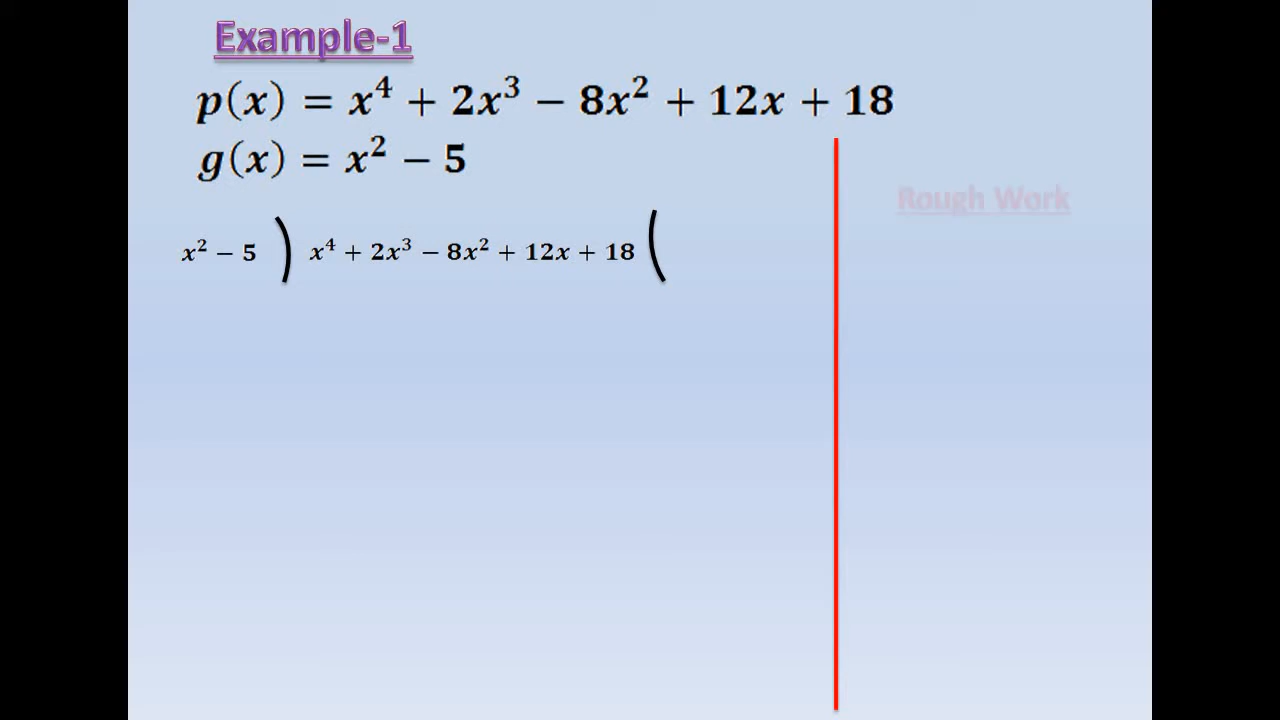 Example-1
p(x) = x⁴ + 2x³ − 8x² + 12x + 18
g(x) = x² − 5
Rough Work
x² − 5 ) x⁴ + 2x³ − 8x² + 12x + 18 (